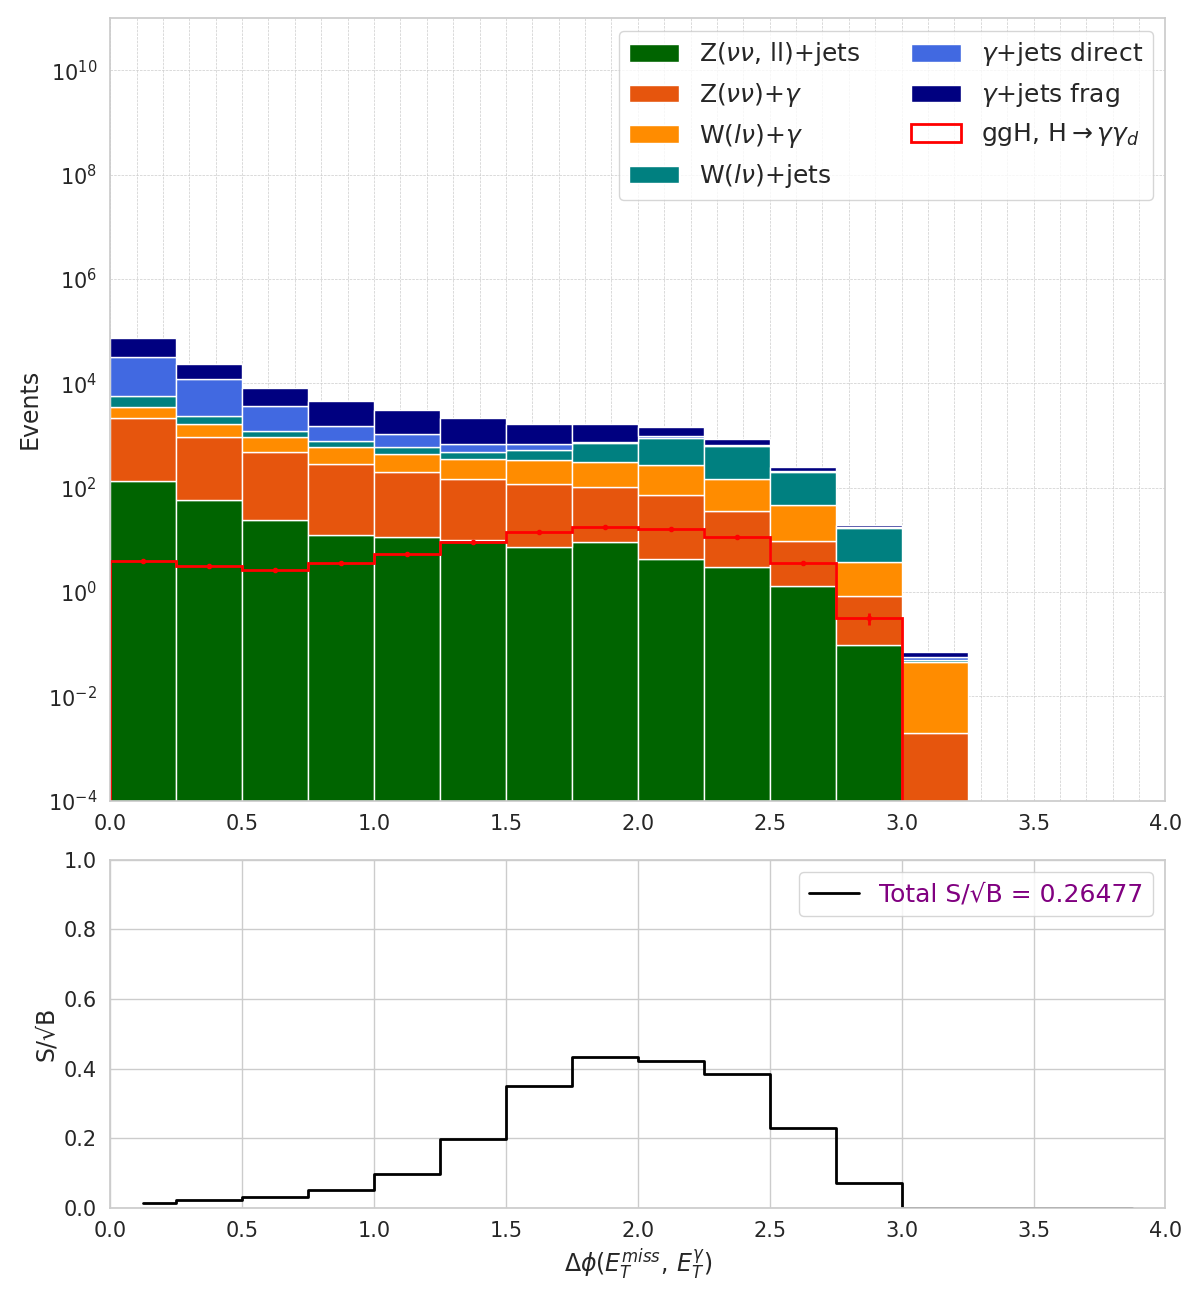 Events
10^10
10^8
10^6
10^4
10^2
10^0
10^−2
10^−4
Z(νν, ll)+jets
Z(νν)+γ
W(lν)+γ
W(lν)+jets
γ+jets direct
γ+jets frag
ggH, H→γγ_d
0.0 0.5 1.0 1.5 2.0 2.5 3.0 3.5 4.0
S/√B
1.0
0.8
0.6
0.4
0.2
0.0
Total S/√B = 0.26477
0.0 0.5 1.0 1.5 2.0 2.5 3.0 3.5 4.0
Δϕ(E_T^miss, E_T^γ)